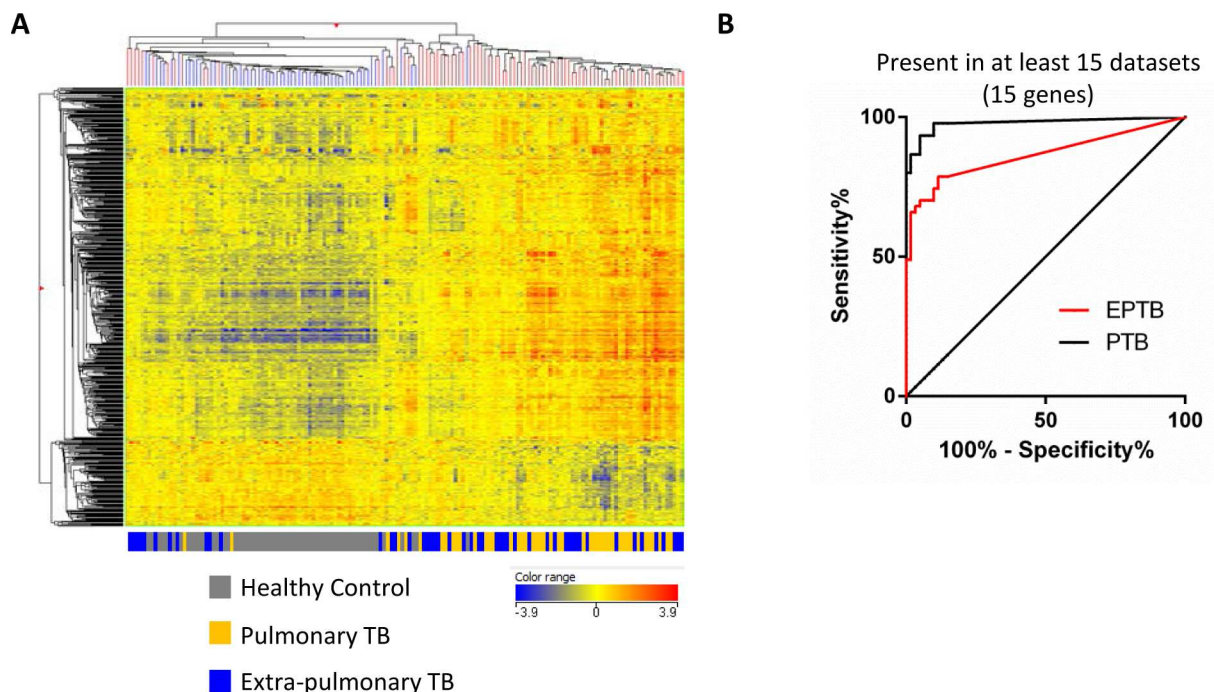 A
Color range
-3.9 0 3.9
Healthy Control
Pulmonary TB
Extra-pulmonary TB
B
Present in at least 15 datasets
(15 genes)
100
50
0
Sensitivity%
EPTB
PTB
0 50 100
100% - Specificity%